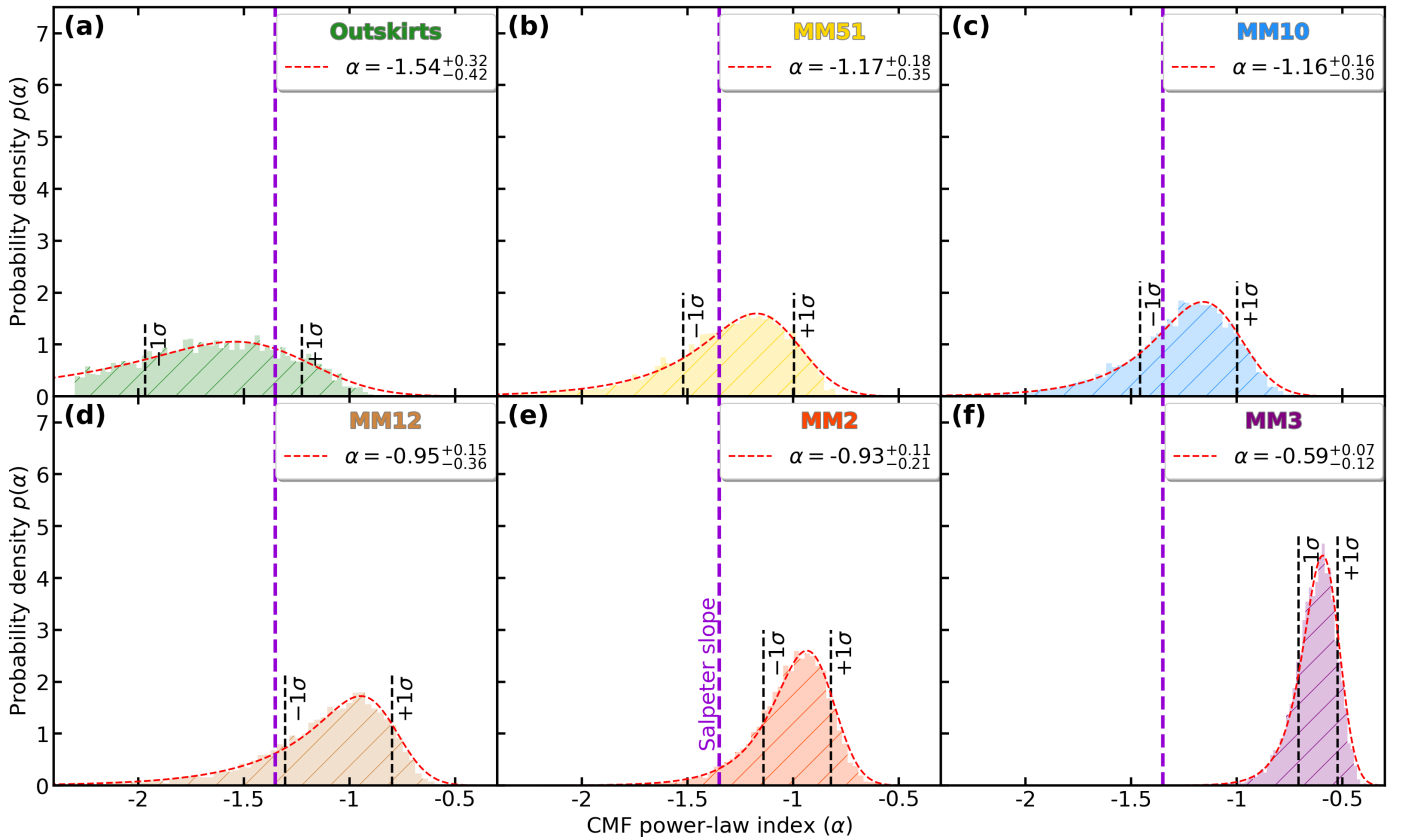 (a)
Outskirts
α = -1.54 +0.32 −0.42
−1σ
+1σ
(b)
MM51
α = -1.17 +0.18 −0.35
−1σ
+1σ
(c)
MM10
α = -1.16 +0.16 −0.30
−1σ
+1σ
Probability density p(α)
7
6
5
4
3
2
1
0
(d)
MM12
α = -0.95 +0.15 −0.36
−1σ
+1σ
(e)
MM2
α = -0.93 +0.11 −0.21
Salpeter slope
−1σ
+1σ
(f)
MM3
α = -0.59 +0.07 −0.12
−1σ
+1σ
Probability density p(α)
7
6
5
4
3
2
1
0
-2 -1.5 -1 -0.5
-2 -1.5 -1 -0.5
-2 -1.5 -1 -0.5
CMF power-law index (α)